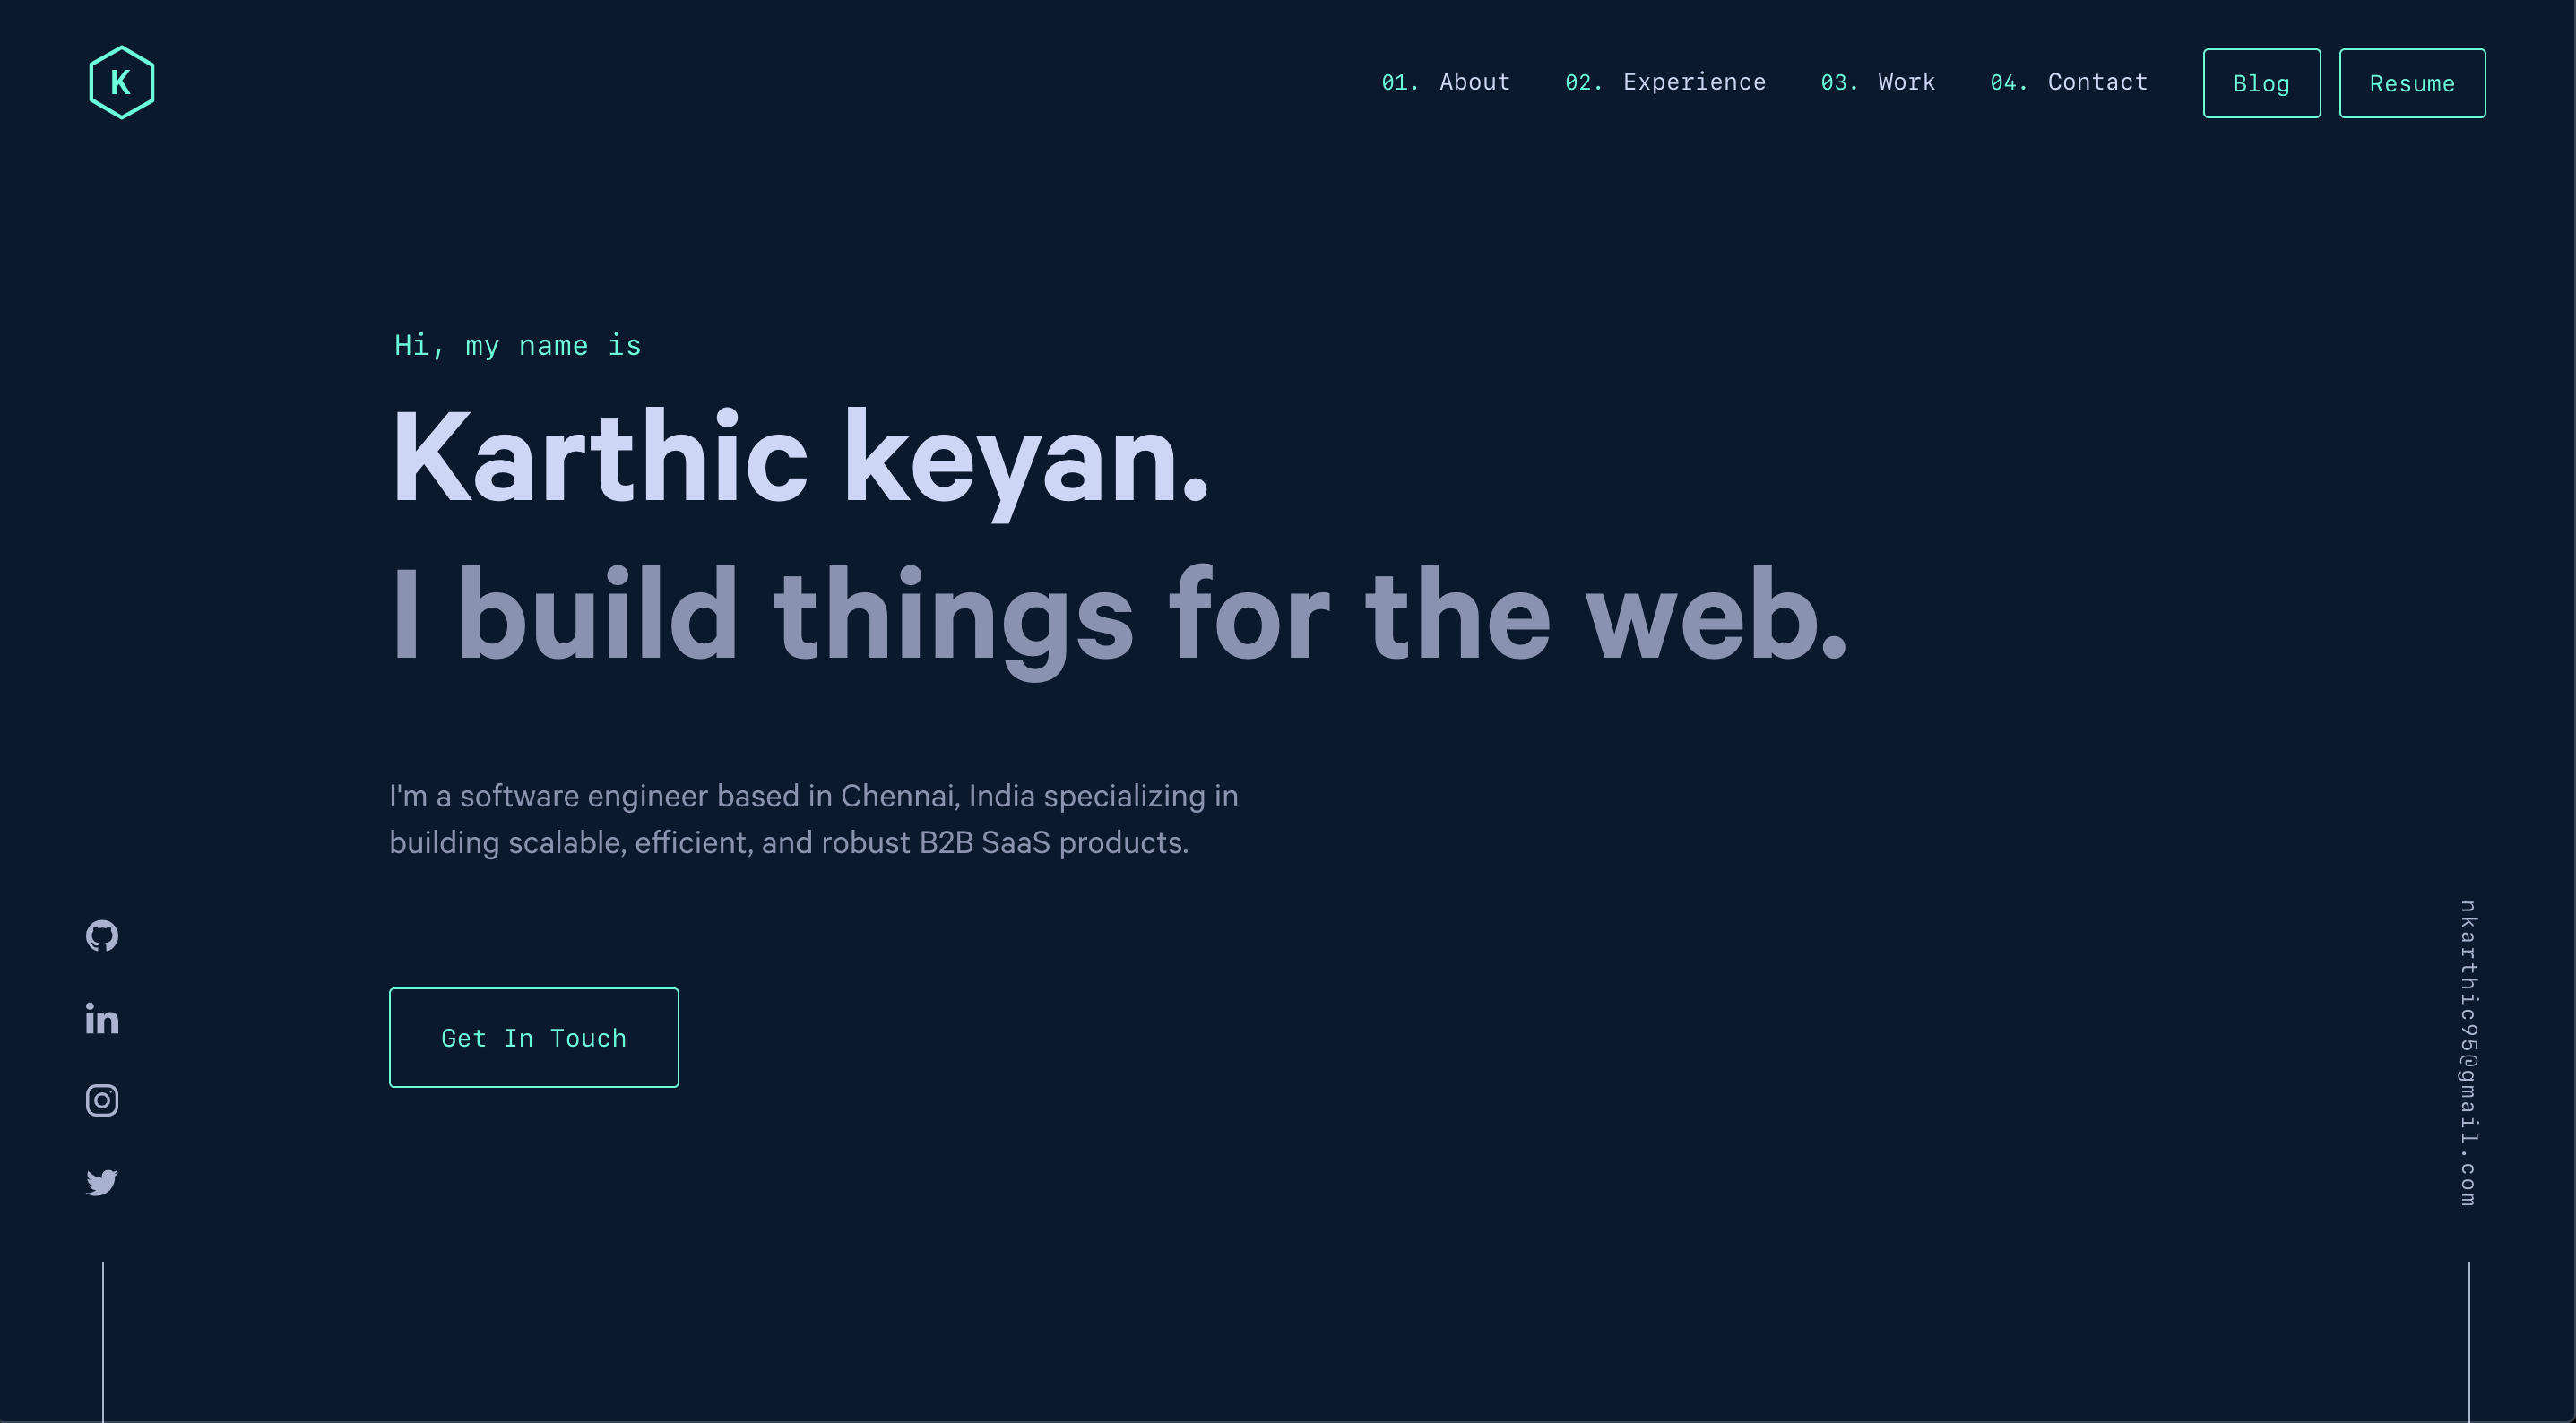 K
01. About 02. Experience 03. Work 04. Contact Blog Resume
Hi, my name is
Karthic keyan.
I build things for the web.
I'm a software engineer based in Chennai, India specializing in
building scalable, efficient, and robust B2B SaaS products.
Get In Touch
in
nkarthic95@gmail.com